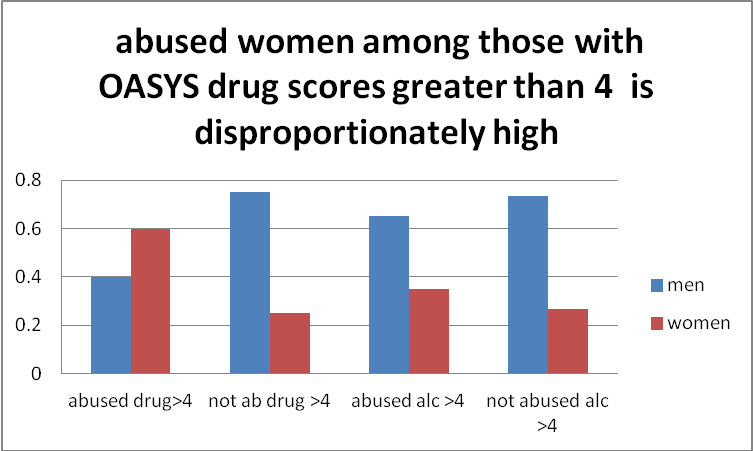 abused women among those with
OASYS drug scores greater than 4 is
disproportionately high
0.8
0.6
0.4
0.2
0
men
women
abused drug>4
not ab drug >4
abused alc >4
not abused alc
>4